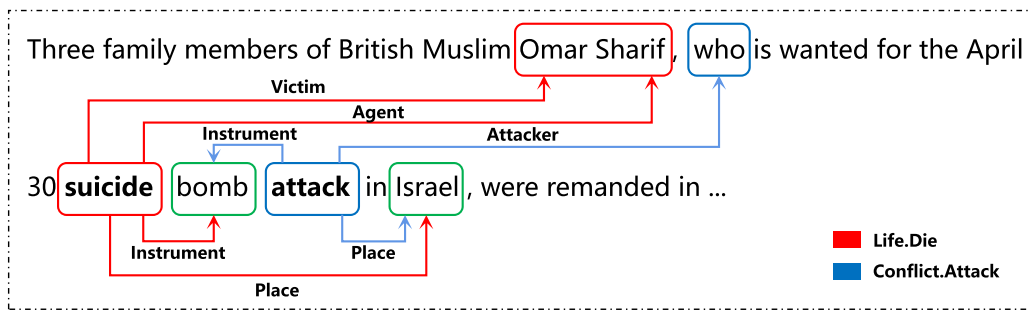 Three family members of British Muslim Omar Sharif, who is wanted for the April
Victim
Agent
Instrument
Attacker
30 suicide bomb attack in Israel, were remanded in ...
Instrument
Place
Place
Life.Die
Conflict.Attack